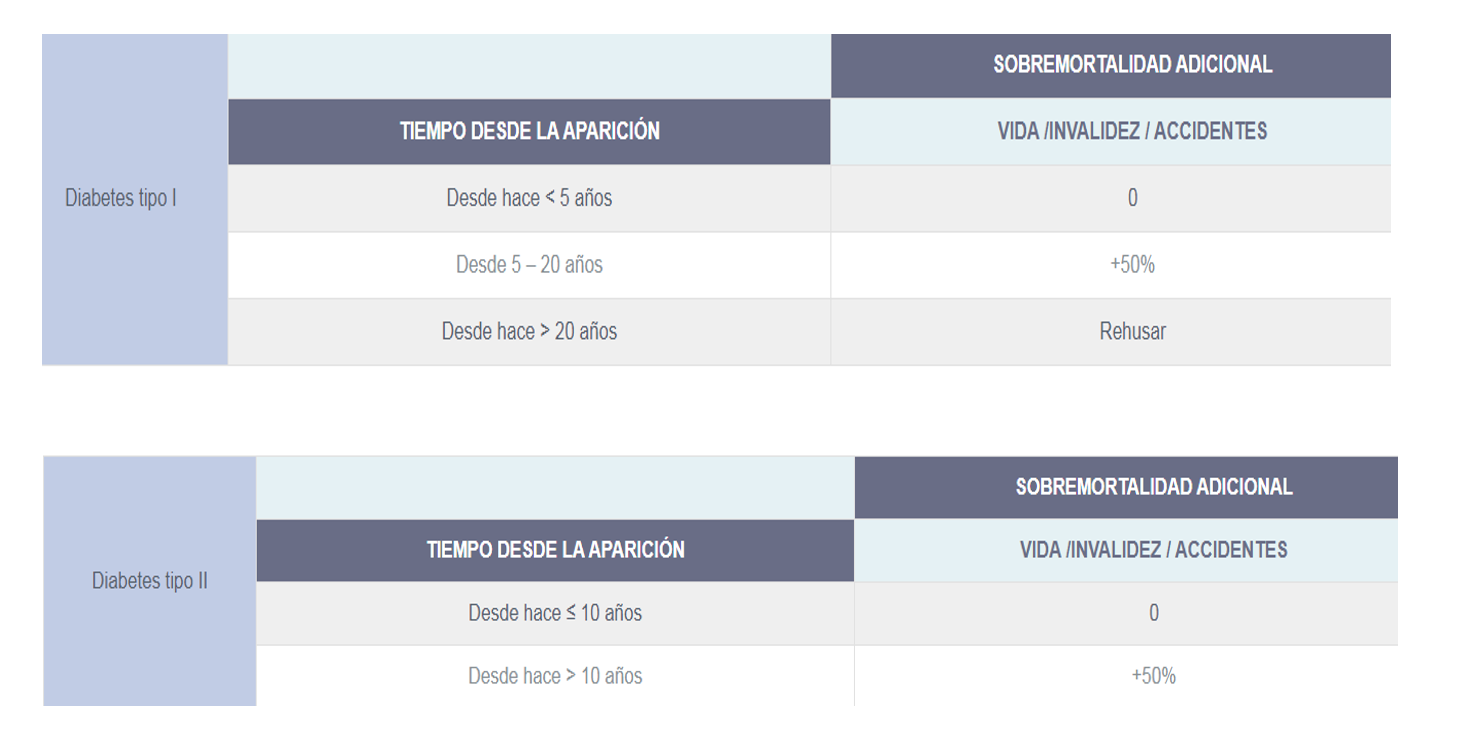 SOBREMORTALIDAD ADICIONAL
TIEMPO DESDE LA APARICIÓN VIDA /INVALIDEZ / ACCIDENTES
Diabetes tipo I Desde hace < 5 años 0
Desde 5 – 20 años +50%
Desde hace > 20 años Rehusar
SOBREMORTALIDAD ADICIONAL
TIEMPO DESDE LA APARICIÓN VIDA /INVALIDEZ / ACCIDENTES
Diabetes tipo II
Desde hace ≤ 10 años 0
Desde hace > 10 años +50%